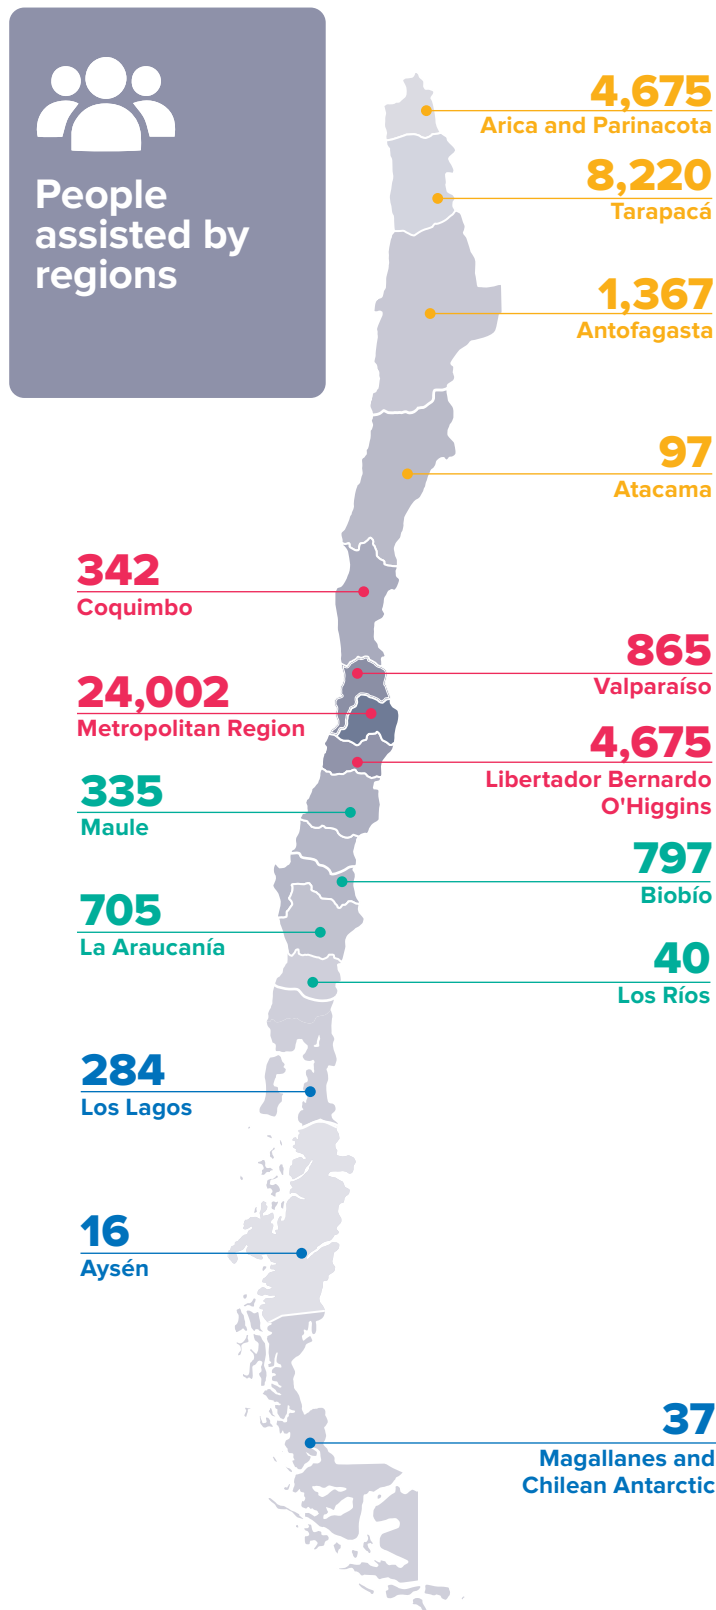 People
assisted by
regions
4,675
Arica and Parinacota
8,220
Tarapacá
1,367
Antofagasta
97
Atacama
342
Coquimbo
865
Valparaíso
24,002
Metropolitan Region
4,675
Libertador Bernardo
O'Higgins
335
Maule
797
Biobío
705
La Araucanía
40
Los Ríos
284
Los Lagos
16
Aysén
37
Magallanes and
Chilean Antarctic